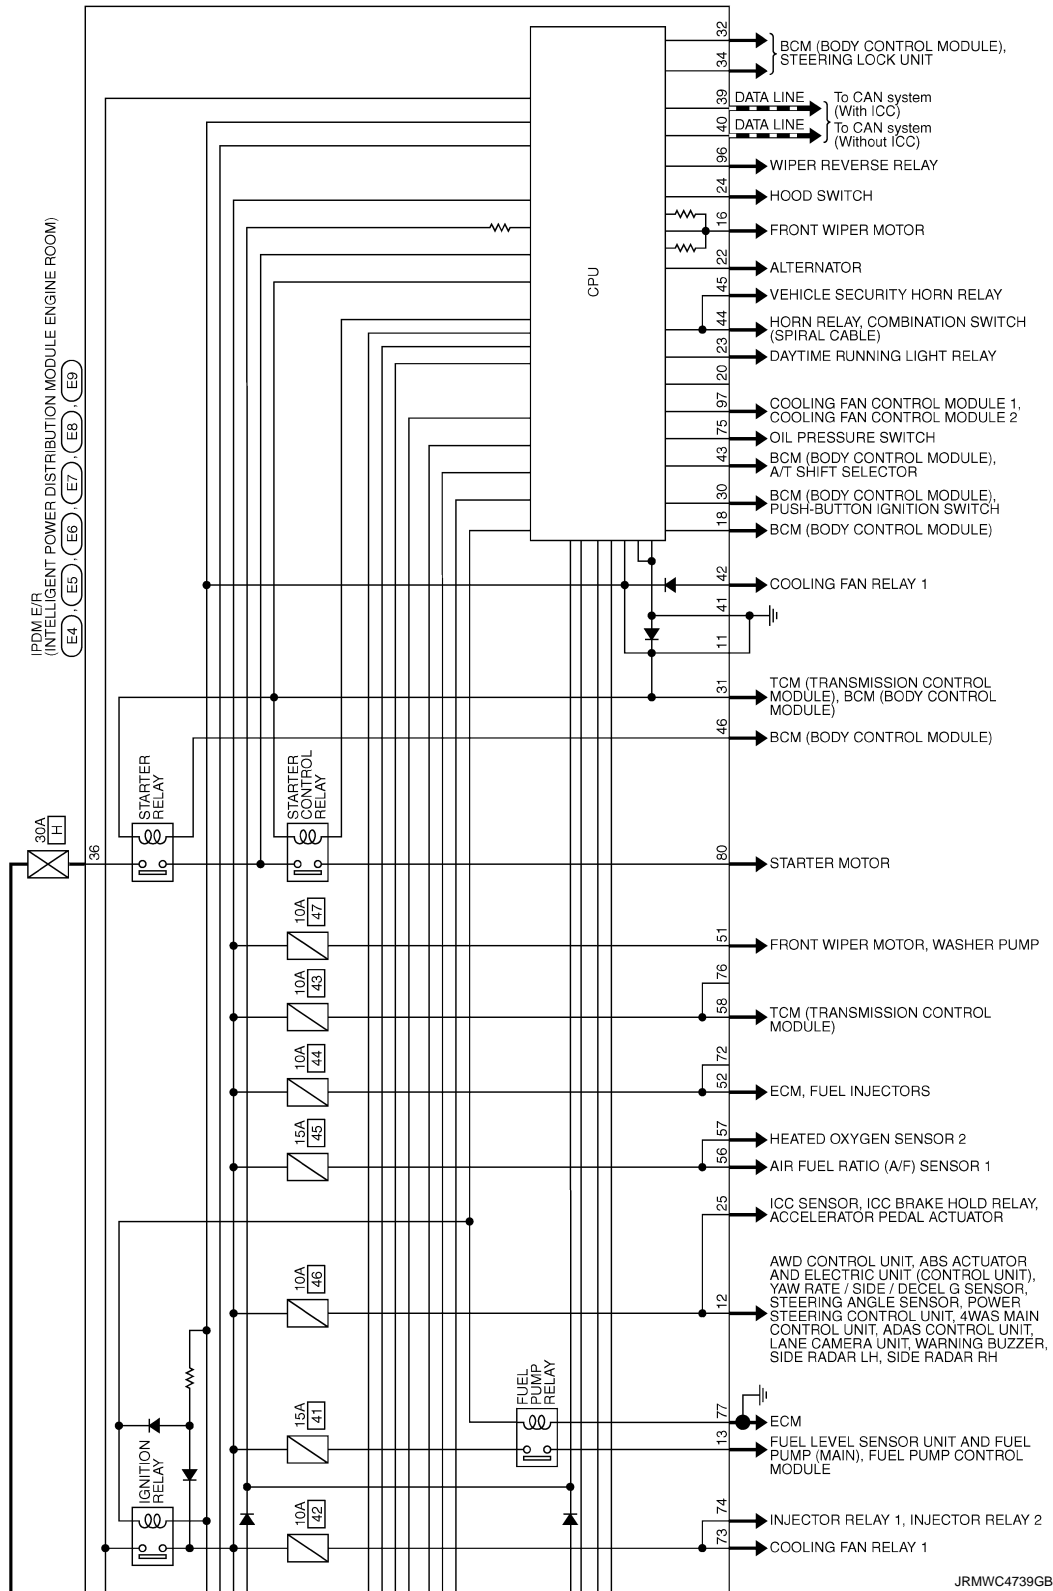 32
34
BCM (BODY CONTROL MODULE),
STEERING LOCK UNIT
39
DATA LINE
To CAN system
(With ICC)
40
DATA LINE
To CAN system
(Without ICC)
96
WIPER REVERSE RELAY
24
HOOD SWITCH
16
FRONT WIPER MOTOR
22
ALTERNATOR
45
VEHICLE SECURITY HORN RELAY
44
HORN RELAY, COMBINATION SWITCH
(SPIRAL CABLE)
23
DAYTIME RUNNING LIGHT RELAY
20
97
COOLING FAN CONTROL MODULE 1,
COOLING FAN CONTROL MODULE 2
75
OIL PRESSURE SWITCH
43
BCM (BODY CONTROL MODULE),
A/T SHIFT SELECTOR
30
BCM (BODY CONTROL MODULE),
PUSH-BUTTON IGNITION SWITCH
18
BCM (BODY CONTROL MODULE)
CPU
IPDM E/R
(INTELLIGENT POWER DISTRIBUTION MODULE ENGINE ROOM)
E4 , E5 , E6 , E7 , E8 , E9
42
COOLING FAN RELAY 1
41
11
31
TCM (TRANSMISSION CONTROL
MODULE), BCM (BODY CONTROL
MODULE)
46
BCM (BODY CONTROL MODULE)
STARTER
RELAY
STARTER
CONTROL
RELAY
30A
H
36
80
STARTER MOTOR
10A
47
51
FRONT WIPER MOTOR, WASHER PUMP
10A
43
76
58
TCM (TRANSMISSION CONTROL
MODULE)
10A
44
72
52
ECM, FUEL INJECTORS
15A
45
57
HEATED OXYGEN SENSOR 2
56
AIR FUEL RATIO (A/F) SENSOR 1
25
ICC SENSOR, ICC BRAKE HOLD RELAY,
ACCELERATOR PEDAL ACTUATOR
10A
46
12
AWD CONTROL UNIT, ABS ACTUATOR
AND ELECTRIC UNIT (CONTROL UNIT),
YAW RATE / SIDE / DECEL G SENSOR,
STEERING ANGLE SENSOR, POWER
STEERING CONTROL UNIT, 4WAS MAIN
CONTROL UNIT, ADAS CONTROL UNIT,
LANE CAMERA UNIT, WARNING BUZZER,
SIDE RADAR LH, SIDE RADAR RH
FUEL
PUMP
RELAY
77
ECM
15A
41
13
FUEL LEVEL SENSOR UNIT AND FUEL
PUMP (MAIN), FUEL PUMP CONTROL
MODULE
IGNITION
RELAY
10A
42
74
INJECTOR RELAY 1, INJECTOR RELAY 2
73
COOLING FAN RELAY 1
JRMWC4739GB